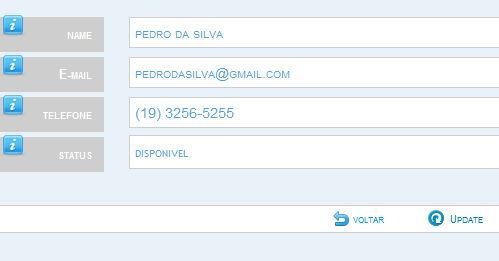 NAME PEDRO DA SILVA
E-MAIL PEDRODASILVA@GMAIL.COM
TELEFONE (19) 3256-5255
STATUS DISPONIVEL
VOLTAR UPDATE